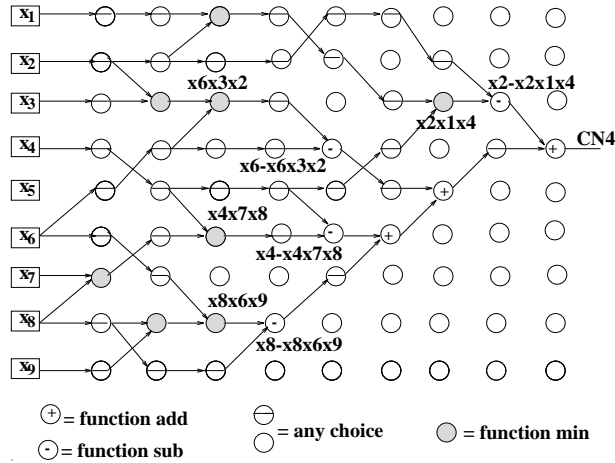 x1
x2
x3
x4
x5
x6
x7
x8
x9
x6x3x2
x2x1x4
x2-x2x1x4
-
CN4
+
-
x6-x6x3x2
+
x4x7x8
-
+
x4-x4x7x8
x8x6x9
-
x8-x8x6x9
+ = function add
- = function sub
= any choice
= function min